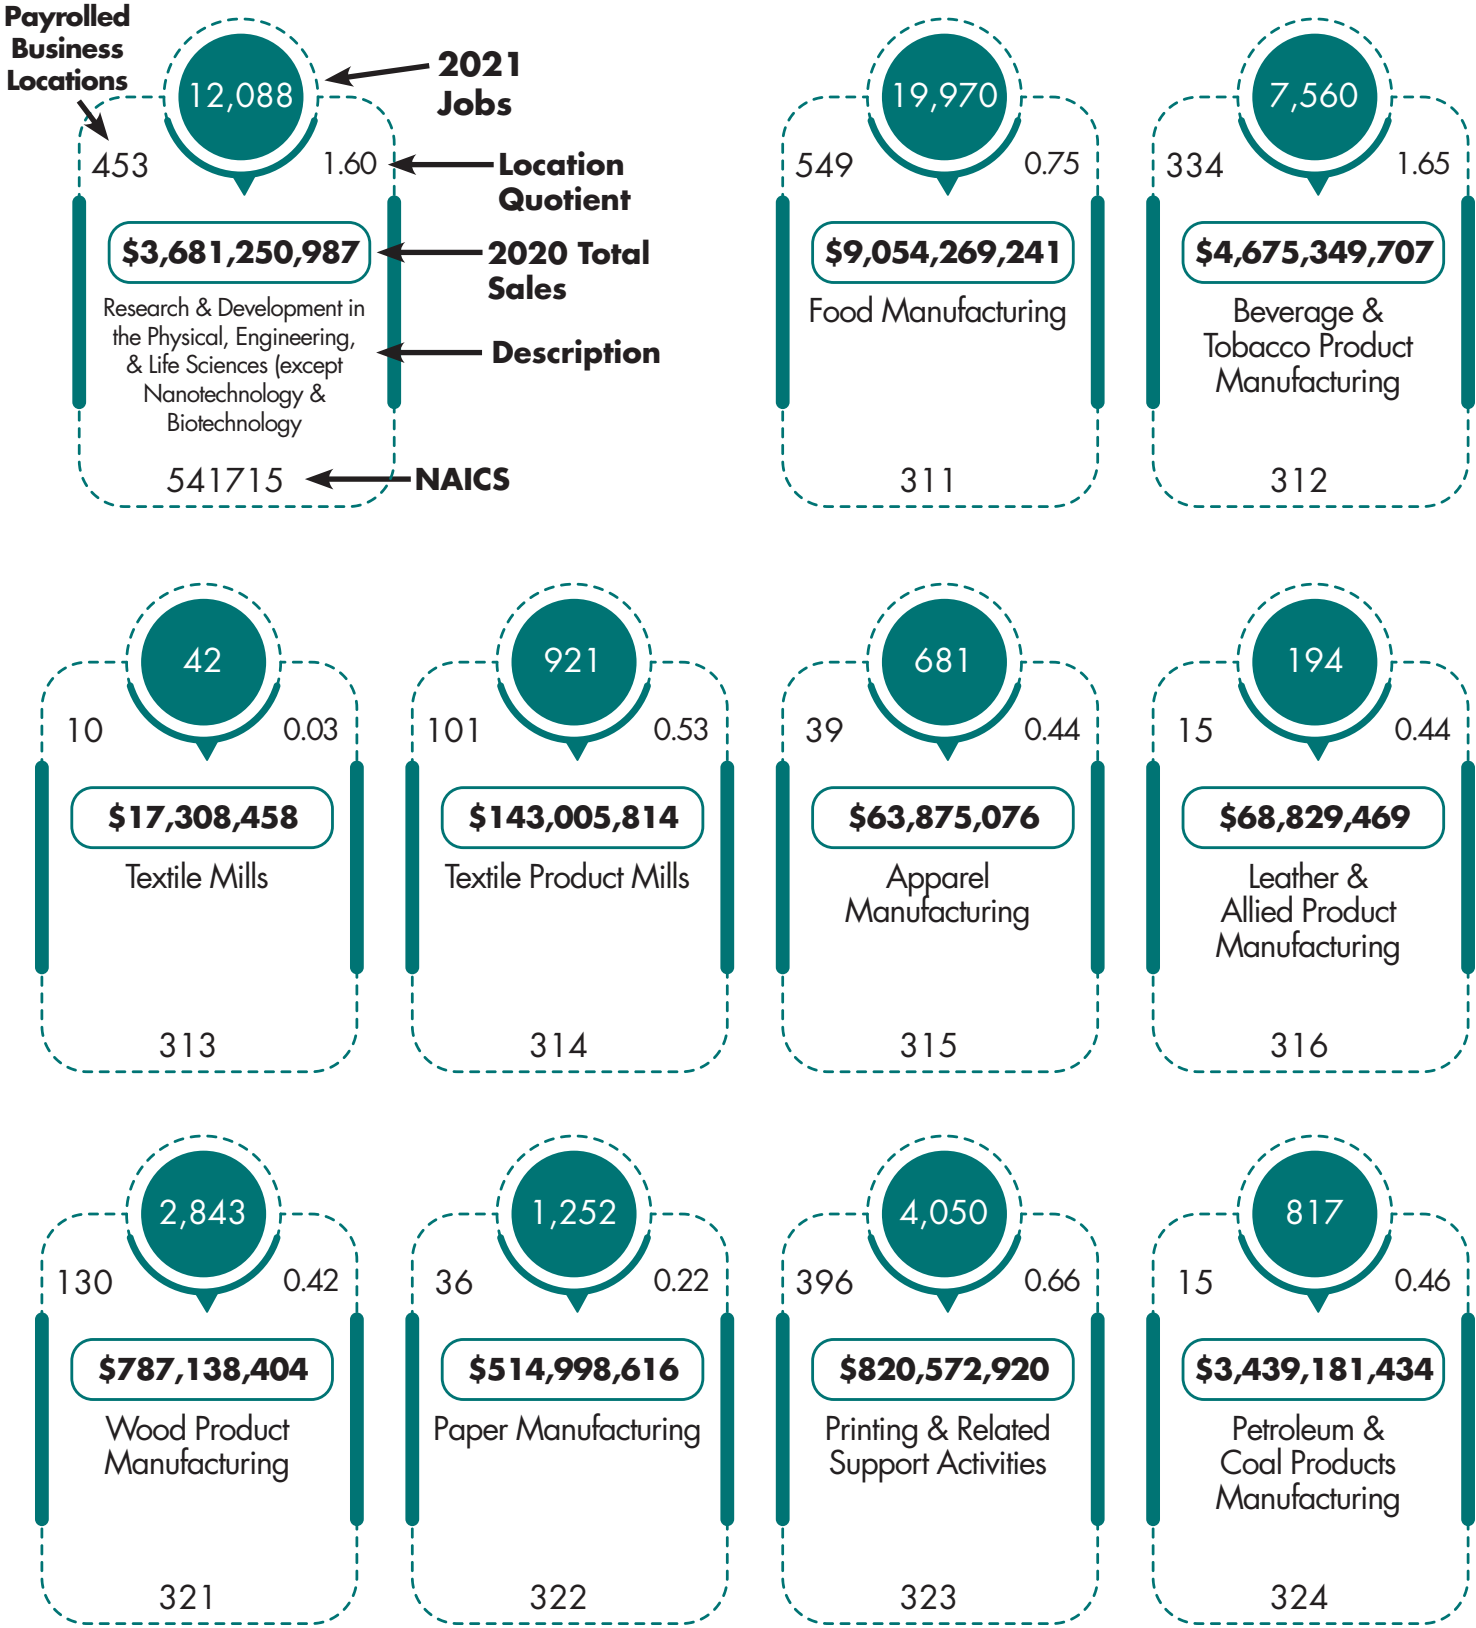 Payrolled
Business
Locations
12,088
2021
Jobs
453
1.60
Location
Quotient
$3,681,250,987
2020 Total
Sales
Research & Development in
the Physical, Engineering,
& Life Sciences (except
Nanotechnology &
Biotechnology
Description
541715
NAICS
19,970
549
0.75
$9,054,269,241
Food Manufacturing
311
7,560
334
1.65
$4,675,349,707
Beverage &
Tobacco Product
Manufacturing
312
42
10
0.03
$17,308,458
Textile Mills
313
921
101
0.53
$143,005,814
Textile Product Mills
314
681
39
0.44
$63,875,076
Apparel
Manufacturing
315
194
15
0.44
$68,829,469
Leather &
Allied Product
Manufacturing
316
2,843
130
0.42
$787,138,404
Wood Product
Manufacturing
321
1,252
36
0.22
$514,998,616
Paper Manufacturing
322
4,050
396
0.66
$820,572,920
Printing & Related
Support Activities
323
817
15
0.46
$3,439,181,434
Petroleum &
Coal Products
Manufacturing
324